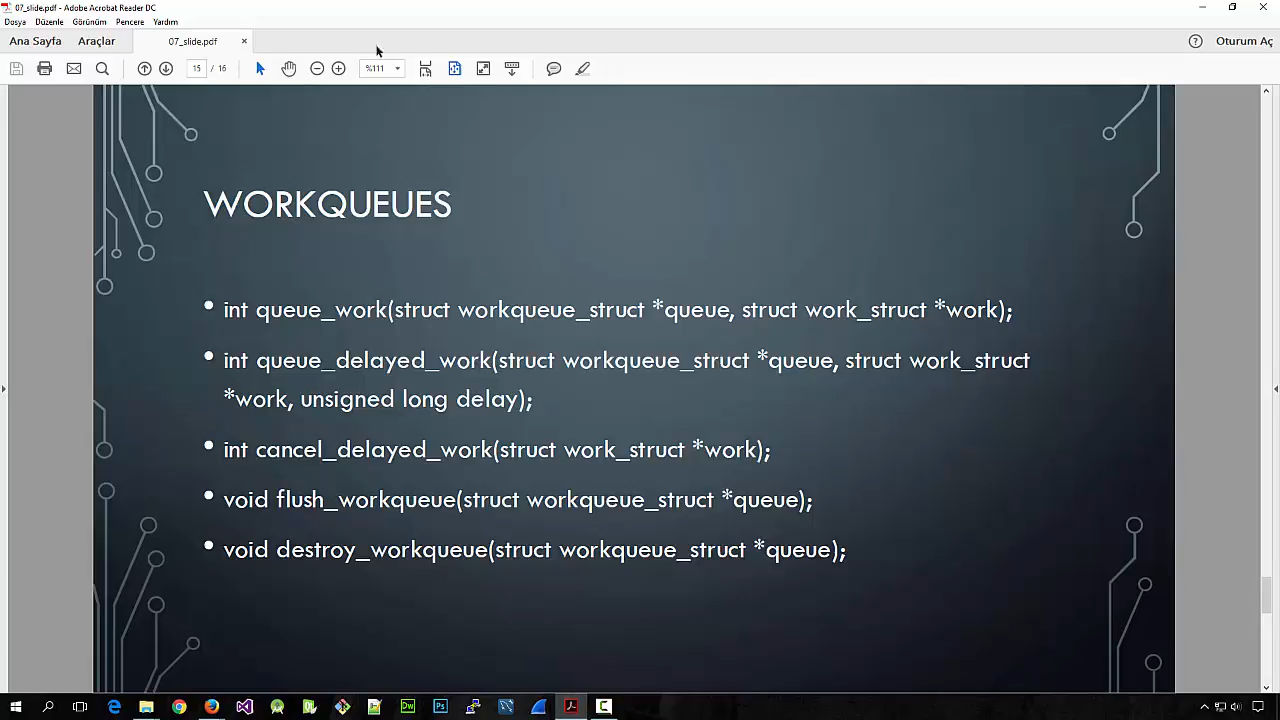 07_slide.pdf - Adobe Acrobat Reader DC
Dosya Düzenle Görünüm Pencere Yardım
Ana Sayfa Araçlar 07_slide.pdf × Oturum Aç
15 / 16 %111
WORKQUEUES
• int queue_work(struct workqueue_struct *queue, struct work_struct *work);
• int queue_delayed_work(struct workqueue_struct *queue, struct work_struct
*work, unsigned long delay);
• int cancel_delayed_work(struct work_struct *work);
• void flush_workqueue(struct workqueue_struct *queue);
• void destroy_workqueue(struct workqueue_struct *queue);
Dw Ps